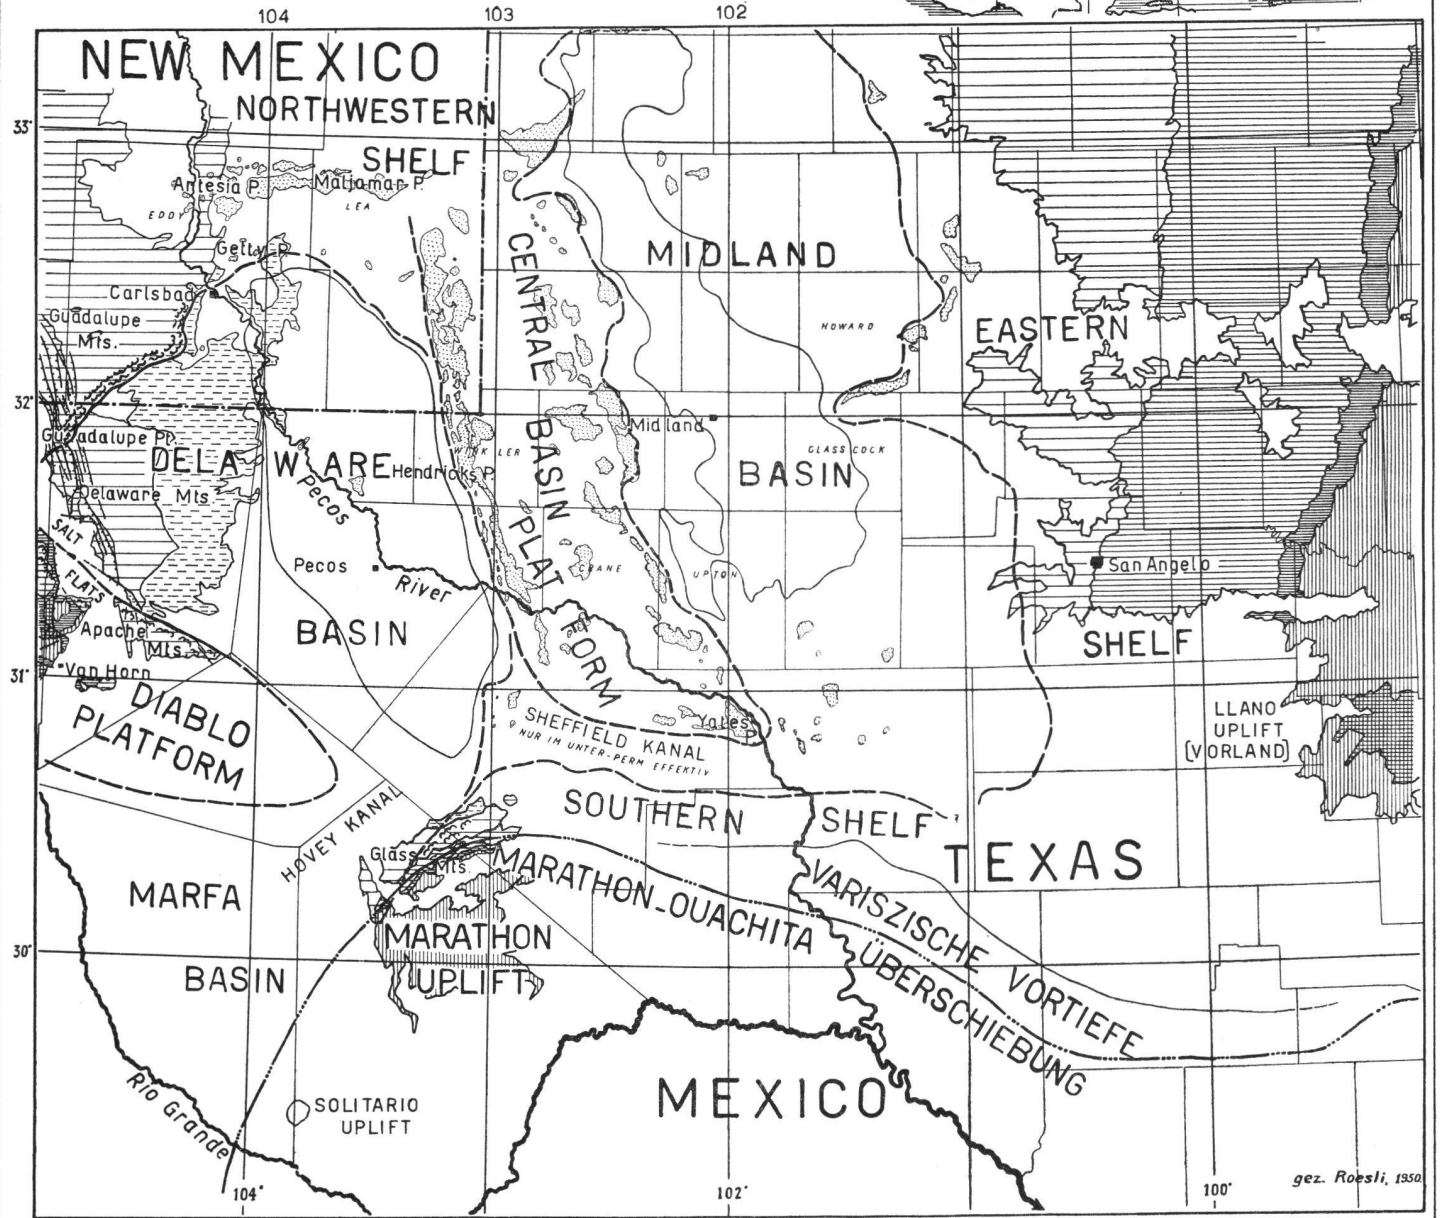 104 103 102
NEW MEXICO
NORTHWESTERN
SHELF
33°
Artesia P.
Maljamar P.
EDDY
LEA
Getty P.
MIDLAND
CENTRAL BASIN PLATFORM
Carlsbad
Guadalupe
Mts.
HOWARD
EASTERN
32°
Guadalupe Pt.
Midland
DELAWARE
WINKLER
Hendricks P.
GLASSCOCK
BASIN
Delaware Mts.
Pecos
SALT
FLATS
Pecos
River
CRANE
UPTON
San Angelo
Apache
Mts.
BASIN
SHELF
Van Horn
31°
DIABLO
PLATFORM
SHEFFIELD KANAL
NUR IM UNTER-PERM EFFEKTIV
Yates
P.
LLANO
UPLIFT
(VORLAND)
HOVEY KANAL
SOUTHERN SHELF
Glass
Mts.
TEXAS
MARFA
BASIN
MARATHON-OUACHITA
ÜBERSCHIEBUNG
VARISZISCHE VORTIEFE
30°
MARATHON
UPLIFT
Rio Grande
SOLITARIO
UPLIFT
MEXICO
gez. Roesli, 1950
104° 102° 100°